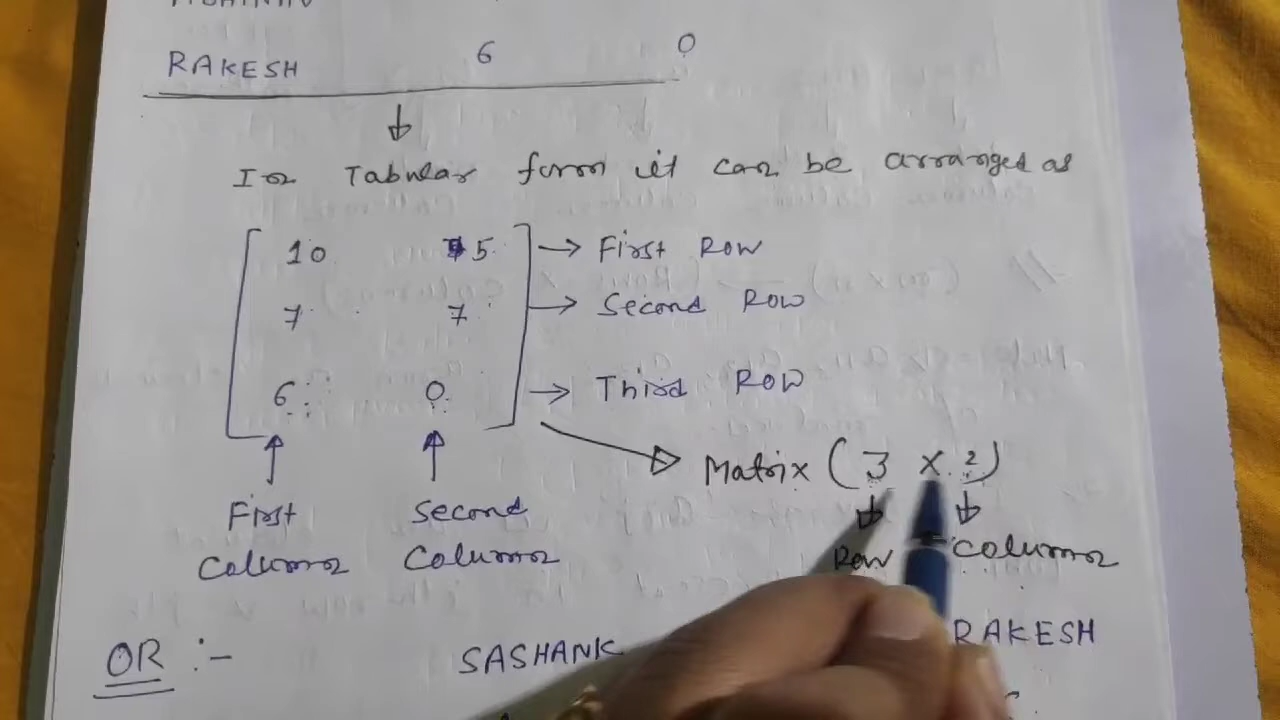 RAKESH 6 0
In Tabular form it can be arranged as
10 5 → First Row
7 7 → Second Row
6 0 → Third Row
Matrix (3 x 2)
First Second
Column Column
Row Column
OR :- SASHANK RAKESH